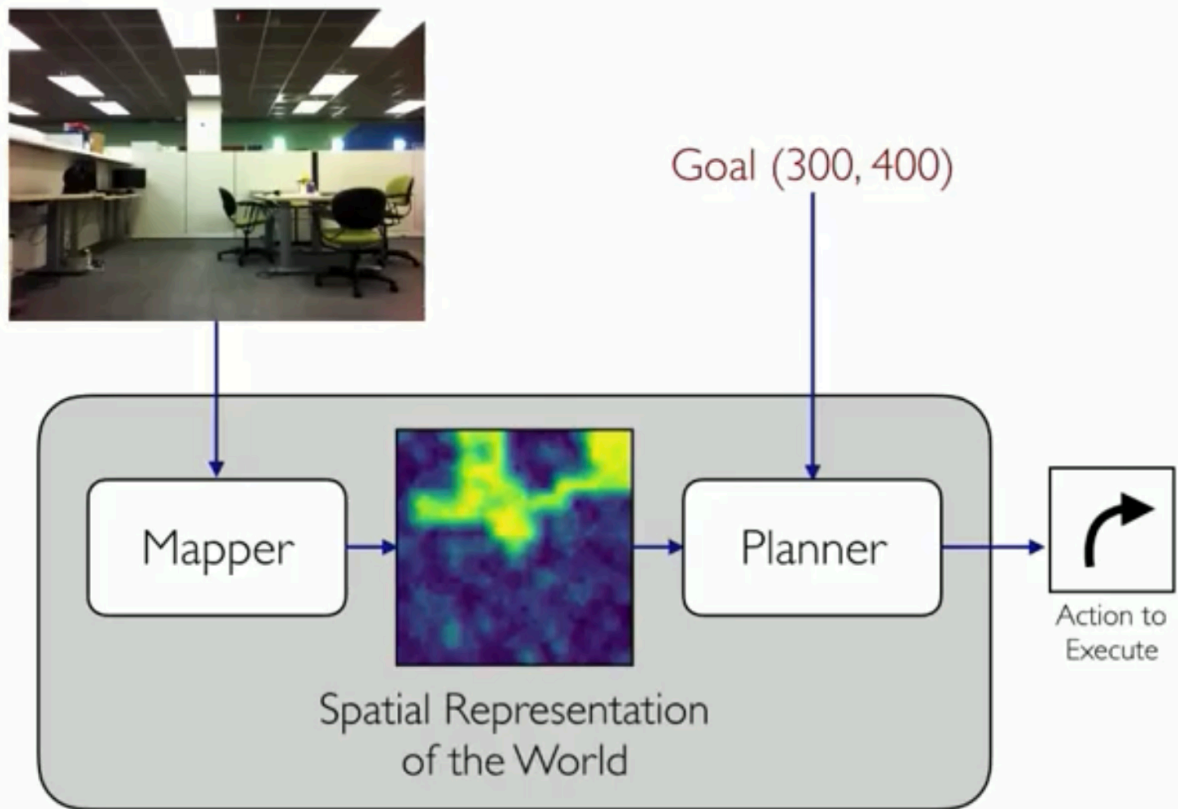 Goal (300, 400)
Mapper
Planner
Spatial Representation
of the World
Action to
Execute